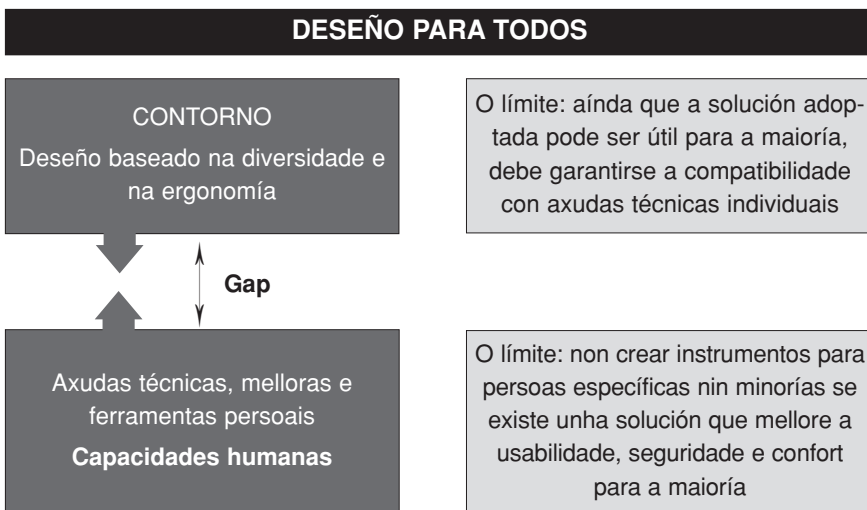 DESEÑO PARA TODOS
CONTORNO
Deseño baseado na diversidade e
na ergonomía
O límite: aínda que a solución adop-
tada pode ser útil para a maioría,
debe garantirse a compatibilidade
con axudas técnicas individuais
Gap
Axudas técnicas, melloras e
ferramentas persoais
Capacidades humanas
O límite: non crear instrumentos para
persoas específicas nin minorías se
existe unha solución que mellore a
usabilidade, seguridade e confort
para a maioría